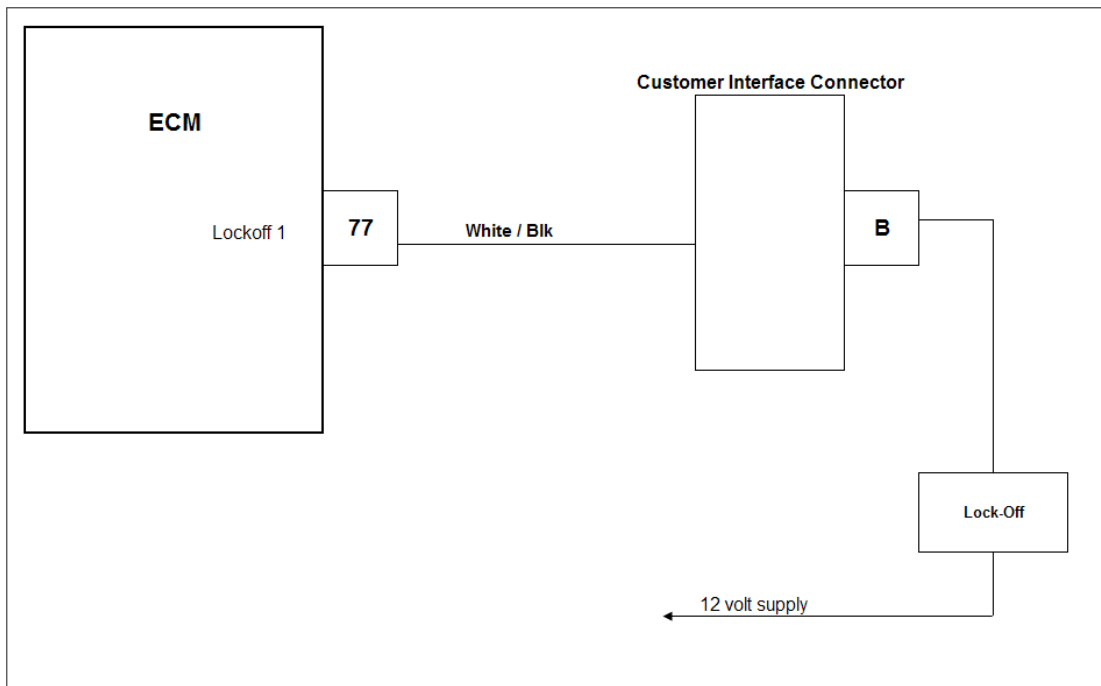 Customer Interface Connector
ECM
Lockoff 1
77
White / Blk
B
Lock-Off
12 volt supply